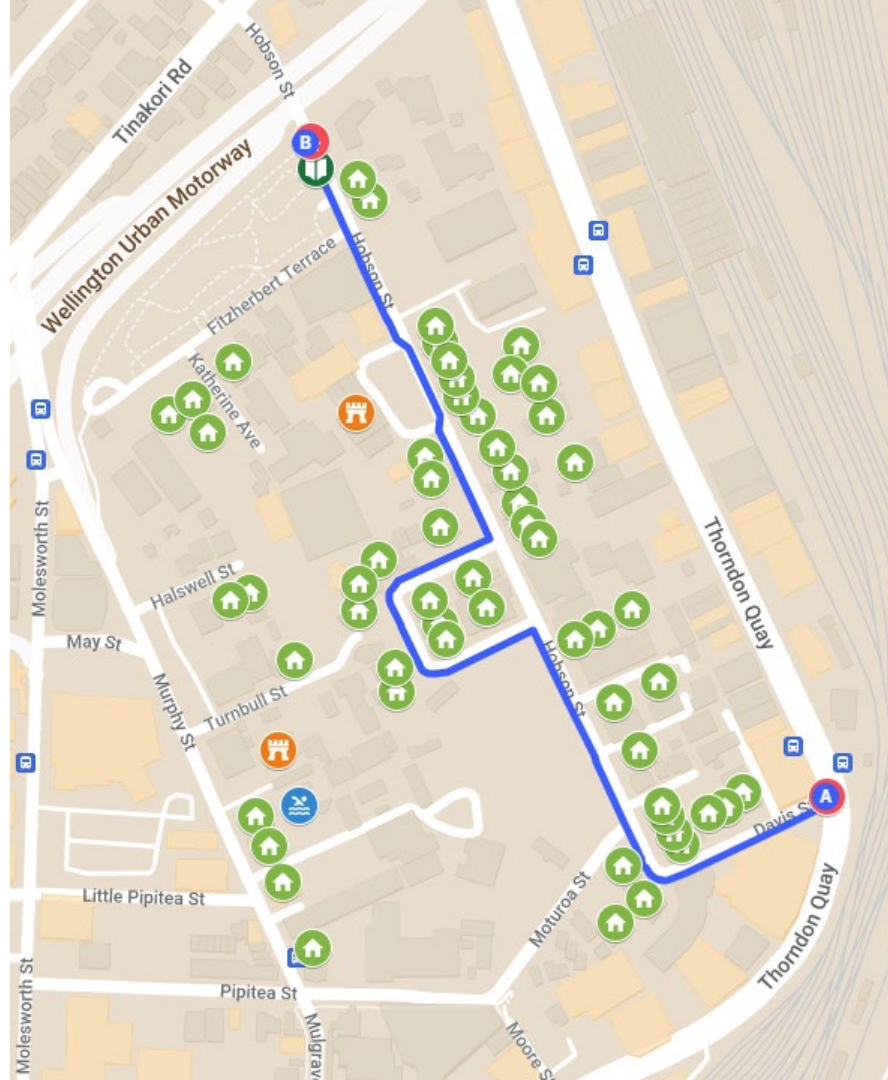 Hobson St
Tinakori Rd
B
Wellington Urban Motorway
Fitzherbert Terrace
Hobson St
Katherine Ave
Molesworth St
Thorndon Quay
Halswell St
May St
Hobson St
Murphy St
Turnbull St
A
Davis St
Little Pipitea St
Moturoa St
Thorndon Quay
Molesworth St
Pipitea St
Mulgrav
Moore S